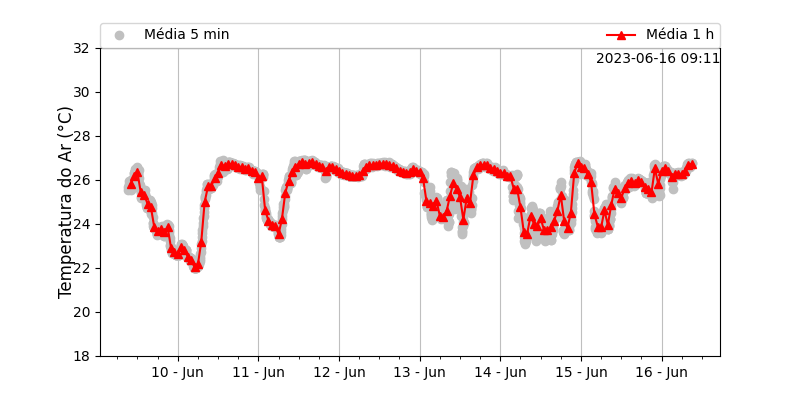 Média 5 min
Média 1 h
2023-06-16 09:11
Temperatura do Ar (°C)
32
30
28
26
24
22
20
18
10 - Jun
11 - Jun
12 - Jun
13 - Jun
14 - Jun
15 - Jun
16 - Jun